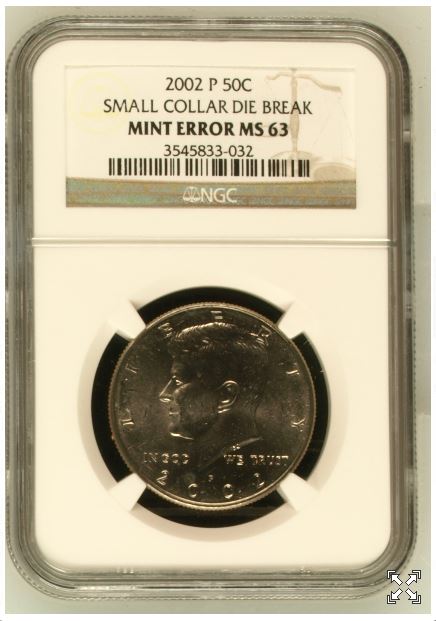 2002 P 50C
SMALL COLLAR DIE BREAK
MINT ERROR MS 63
3545833-032
NGC
LIBERTY
IN GOD WE TRUST
P
2002